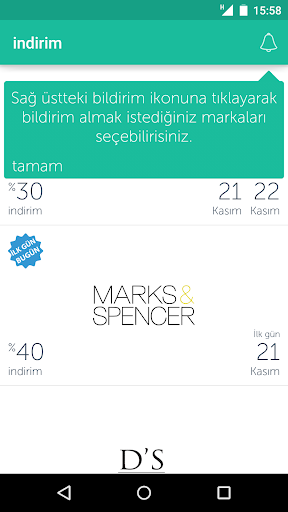 H 15:58
indirim
Sağ üstteki bildirim ikonuna tıklayarak
bildirim almak istediğiniz markaları
seçebilirisiniz.
tamam
%30
indirim
21 22
Kasım Kasım
İLK GÜN
BUGÜN
MARKS&
SPENCER
%40
indirim
ilk gün
21
Kasım
D'S